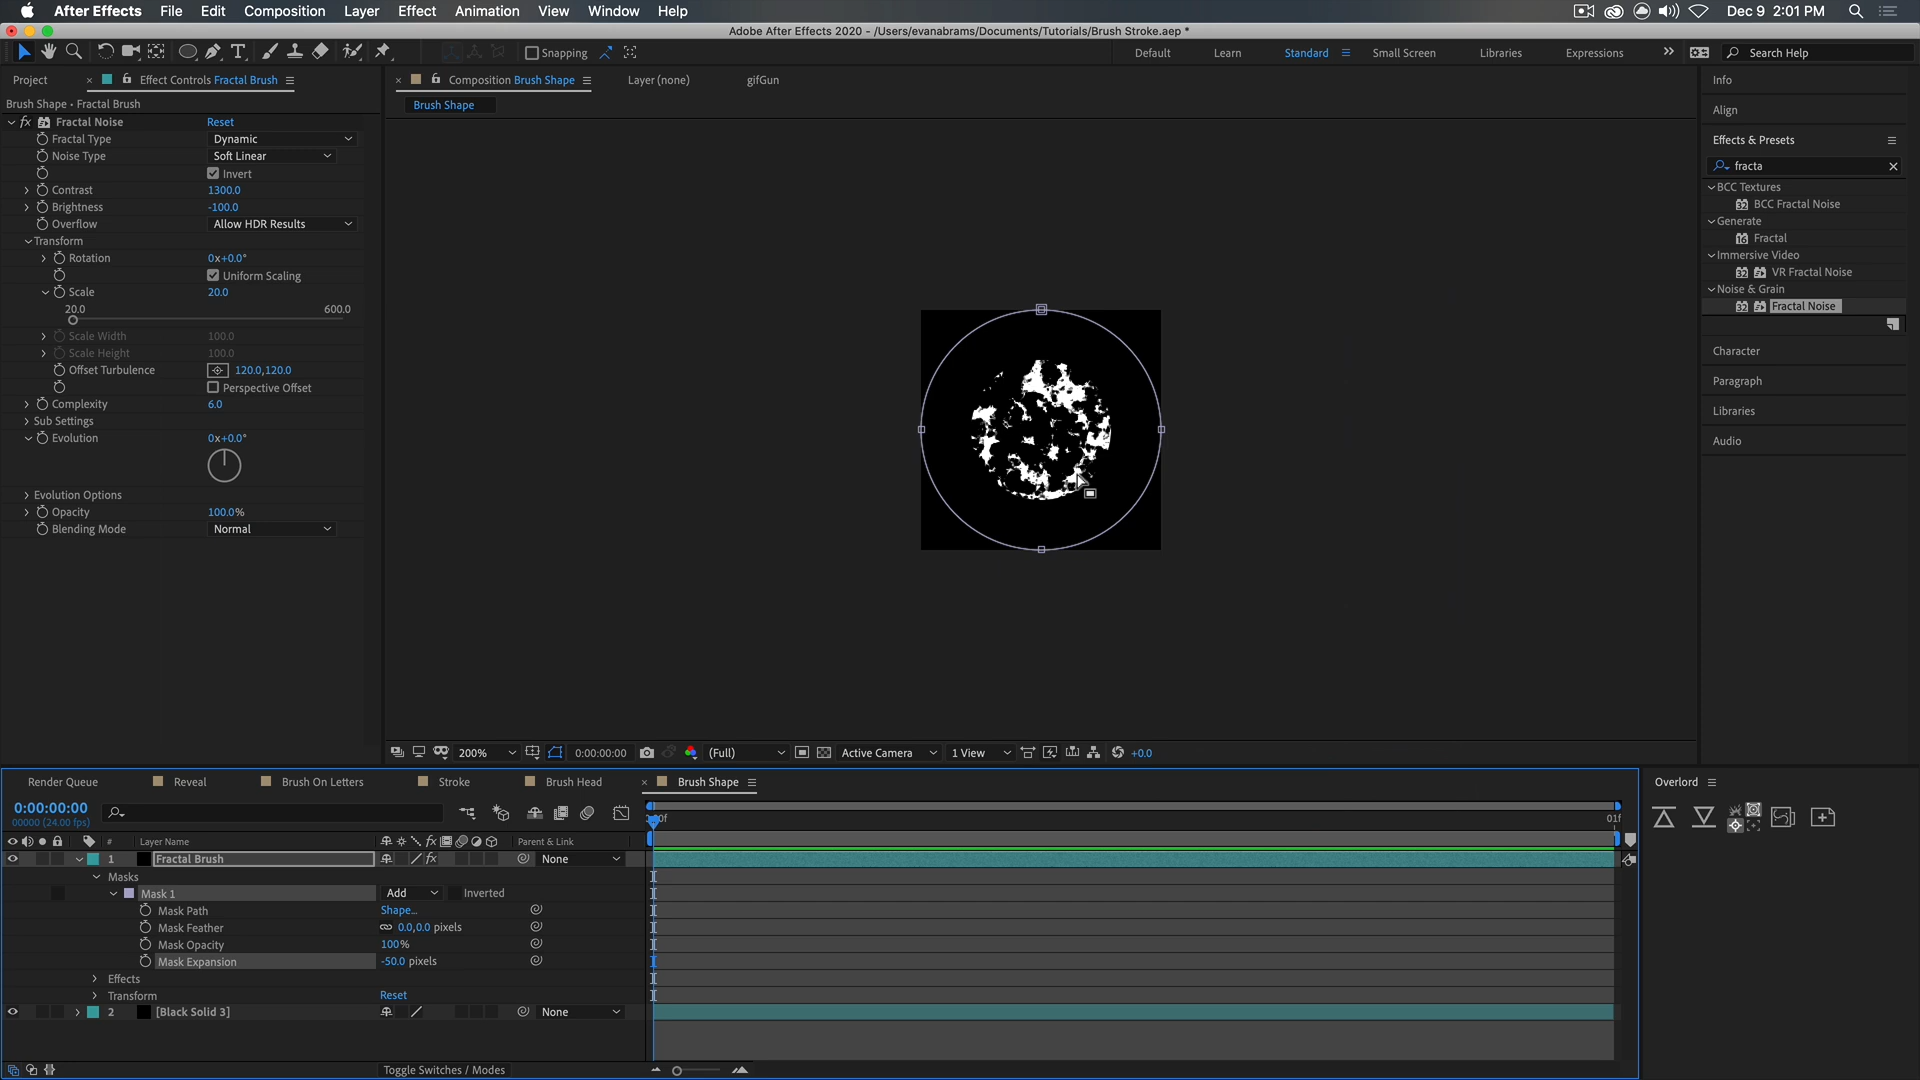 After Effects File Edit Composition Layer Effect Animation View Window Help Dec 9 2:01 PM
Adobe After Effects 2020 - /Users/evanabrams/Documents/Tutorials/Brush Stroke.aep *
Snapping Default Learn Standard Small Screen Libraries Expressions Search Help
Project Effect Controls Fractal Brush Composition Brush Shape Layer (none) gifGun Info
Brush Shape • Fractal Brush Brush Shape
Align
fx Fractal Noise Reset
Fractal Type Dynamic
Effects & Presets
Noise Type Soft Linear
fracta
Invert
Contrast 1300.0
BCC Textures
Brightness -100.0
BCC Fractal Noise
Overflow Allow HDR Results
Generate
Transform
16 Fractal
Rotation 0x+0.0°
Immersive Video
Uniform Scaling
32 VR Fractal Noise
Scale 20.0
Noise & Grain
20.0 600.0
32 Fractal Noise
Scale Width 100.0
Scale Height 100.0
Character
Offset Turbulence 120.0,120.0
Paragraph
Perspective Offset
Complexity 6.0
Libraries
Sub Settings
Evolution 0x+0.0°
Audio
Evolution Options
Opacity 100.0%
Blending Mode Normal
200% 0:00:00:00 (Full) Active Camera 1 View +0.0
Render Queue Reveal Brush On Letters Stroke Brush Head Brush Shape Overlord
0:00:00:00
00000 (24.00 fps) 01f
# Layer Name fx Parent & Link
1 Fractal Brush fx None
Masks
Mask 1 Add Inverted
Mask Path Shape...
Mask Feather 0.0,0.0 pixels
Mask Opacity 100%
Mask Expansion -50.0 pixels
Effects
Transform Reset
2 [Black Solid 3] None
Toggle Switches / Modes